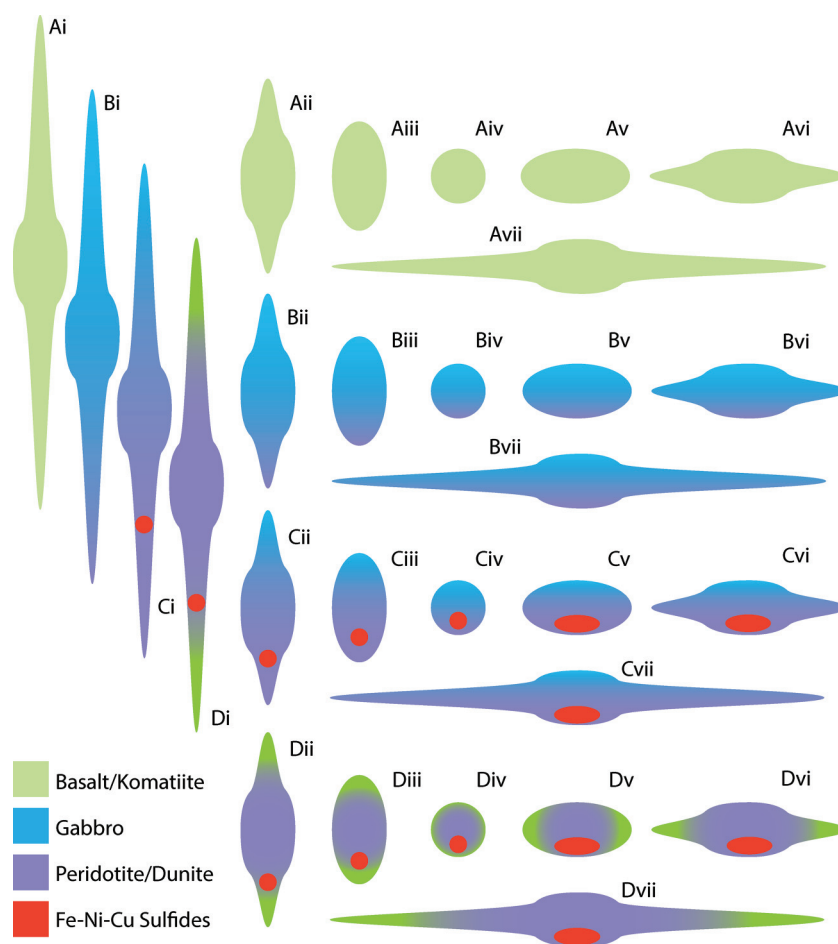 Ai
Bi
Aii
Aiii
Aiv
Av
Avi
Avii
Bii
Biii
Biv
Bv
Bvi
Bvii
Cii
Ciii
Civ
Cv
Cvi
Ci
Cvii
Di
Dii
Diii
Div
Dv
Dvi
Dvii
Basalt/Komatiite
Gabbro
Peridotite/Dunite
Fe-Ni-Cu Sulfides